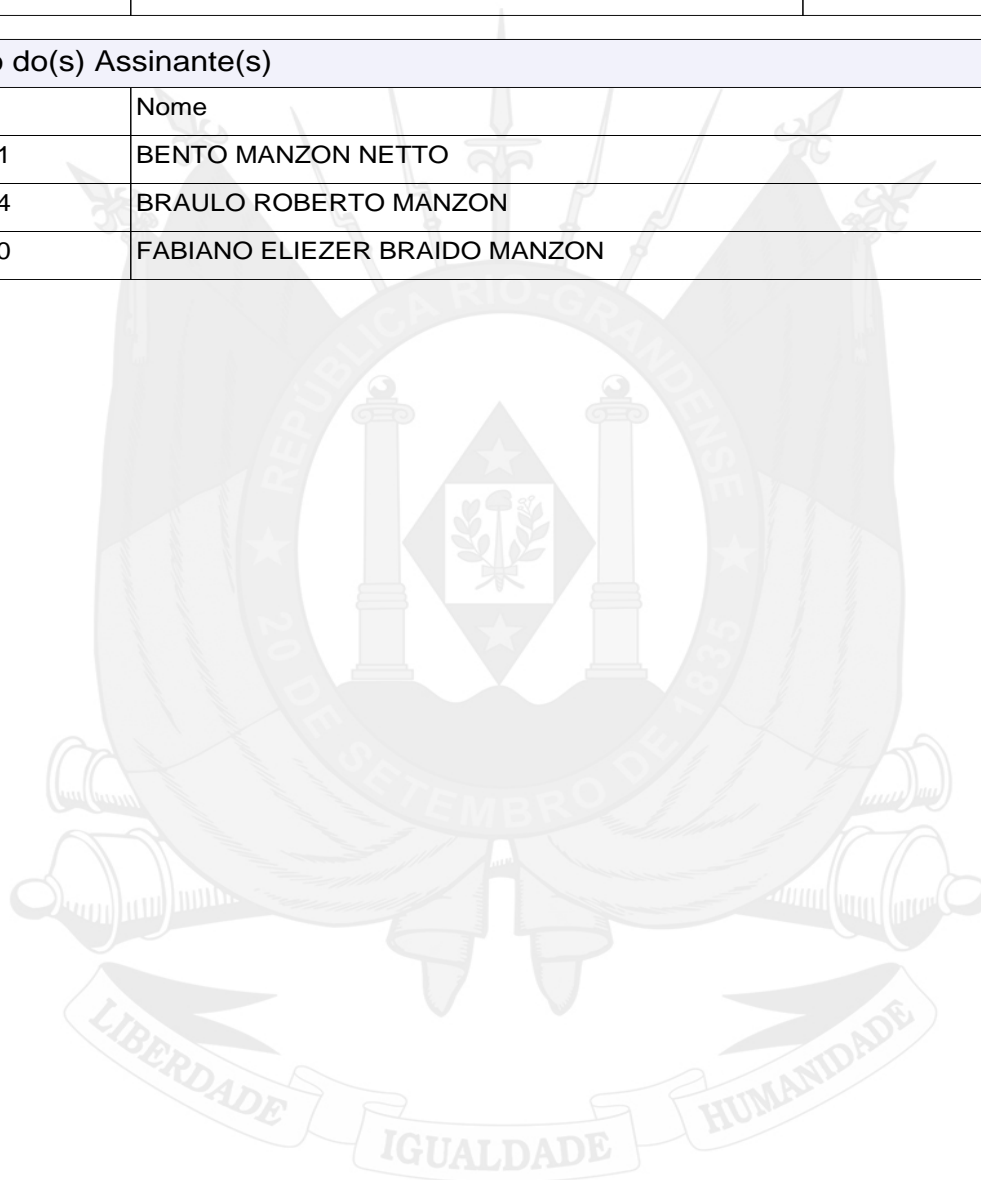 o do(s) Assinante(s)
Nome
1 BENTO MANZON NETTO
4 BRAULO ROBERTO MANZON
0 FABIANO ELIEZER BRAIDO MANZON
REPÚBLICA RIO-GRANDENSE
★ 20 DE SETEMBRO DE 1835 ★
LIBERDADE IGUALDADE HUMANIDADE